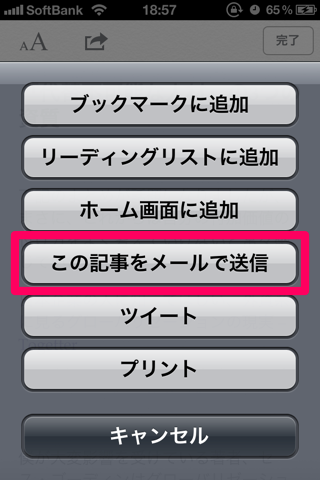 SoftBank 18:57 65%
AA 完了
ブックマークに追加
リーディングリストに追加
ホーム画面に追加
この記事をメールで送信
ツイート
プリント
キャンセル